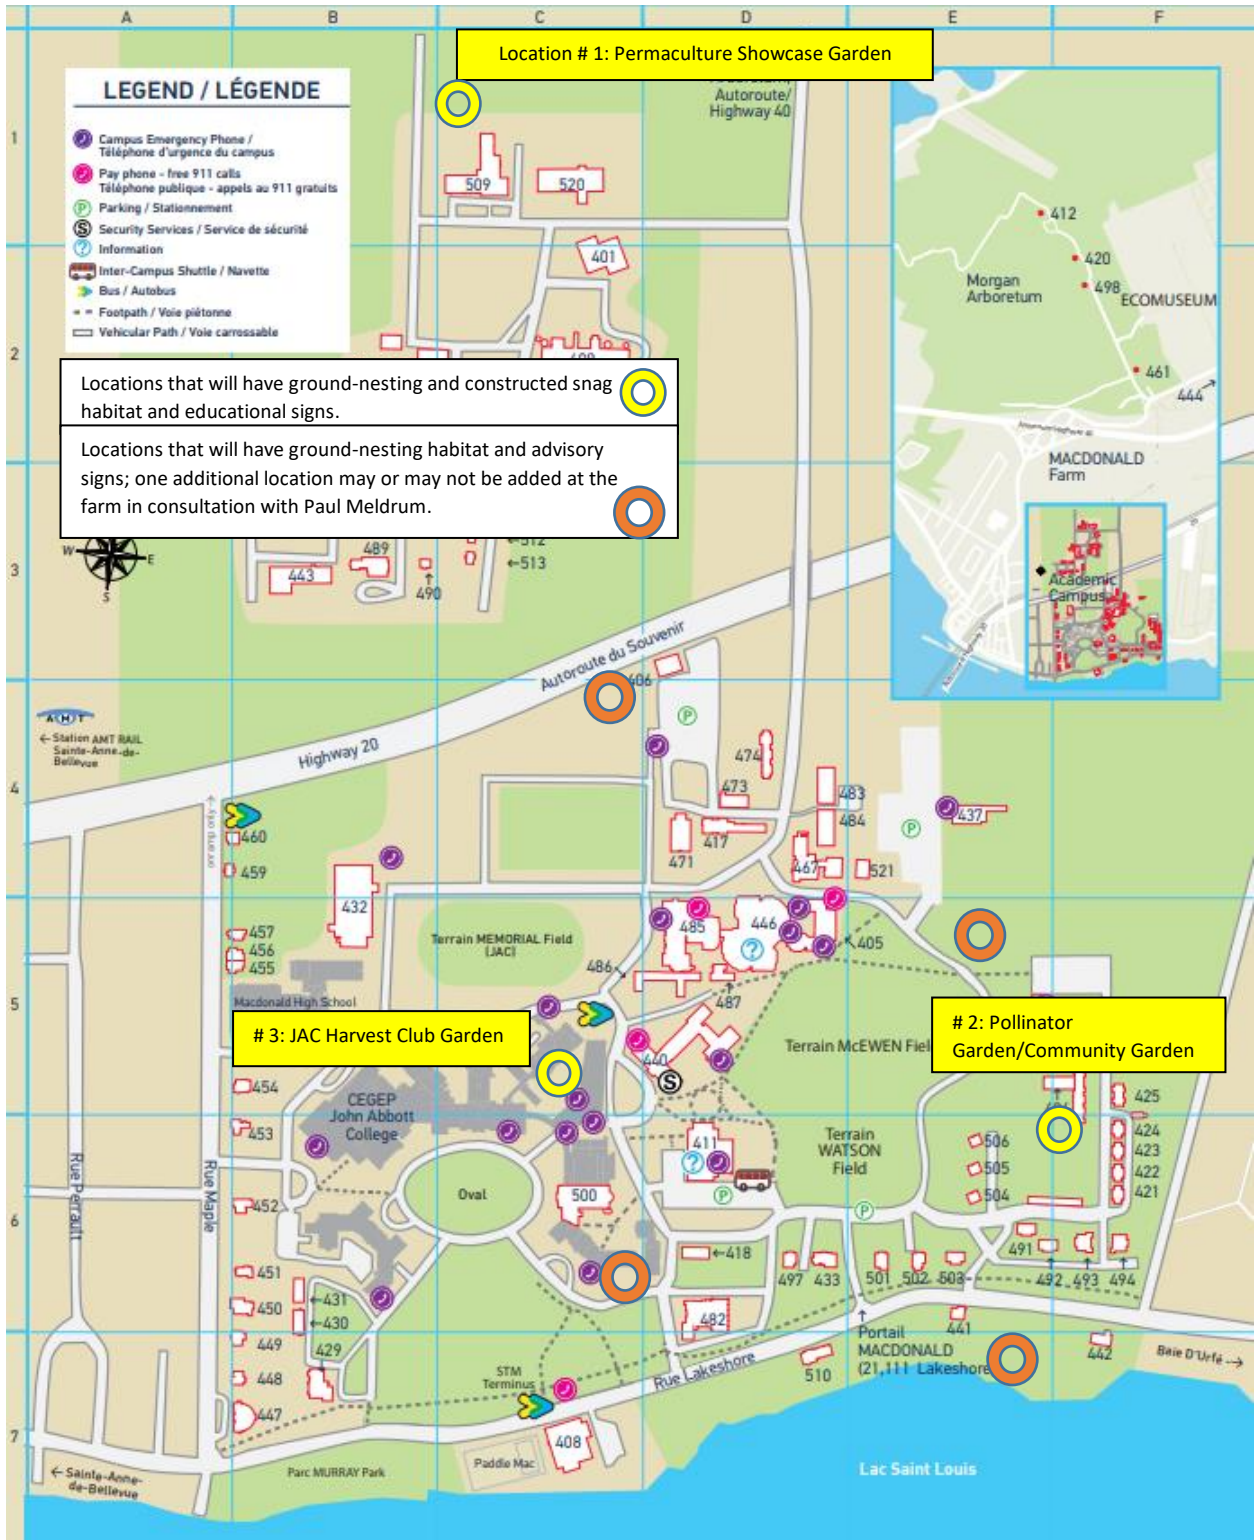 A B C D E F
Location # 1: Permaculture Showcase Garden
LEGEND / LÉGENDE
Campus Emergency Phone /
Téléphone d'urgence du campus
Pay phone - free 911 calls
Téléphone publique - appels au 911 gratuits
P Parking / Stationnement
S Security Services / Service de sécurité
? Information
Inter-Campus Shuttle / Navette
Bus / Autobus
Footpath / Voie piétonne
Vehicular Path / Voie carrossable
Autoroute/
Highway 40
1
509
520
401
2
412
420
498
Morgan
Arboretum
ECOMUSEUM
461
444
MACDONALD
Farm
Academic
Campus
Locations that will have ground-nesting and constructed snag
habitat and educational signs.
Locations that will have ground-nesting habitat and advisory
signs; one additional location may or may not be added at the
farm in consultation with Paul Meldrum.
W
E
S
3
443
489
490
←512
←513
Autoroute du Souvenir
406
P
AMT
← Station AMT RAIL
Sainte-Anne-de-
Bellevue
Highway 20
4
474
473
483
484
437
P
471
417
467
521
onramp only
460
459
432
457
456
455
Terrain MEMORIAL Field
(JAC)
485
446
?
405
486
487
5
Macdonald High School
# 3: JAC Harvest Club Garden
# 2: Pollinator
Garden/Community Garden
440
S
Terrain McEWEN Fiel
454
453
CEGEP
John Abbott
College
411
?
P
Terrain
WATSON
Field
425
424
423
422
421
506
505
504
P
6
Rue Perrault
Rue Maple
452
Oval
500
←418
497
433
501
502
503
491
492
493
494
451
450
449
448
447
←431
←430
429
482
441
442
Portail
MACDONALD
(21,111 Lakeshore
Baie D'Urfé →
STM
Terminus
Rue Lakeshore
510
7
408
Paddle Mac
Parc MURRAY Park
← Sainte-Anne-
de-Bellevue
Lac Saint Louis